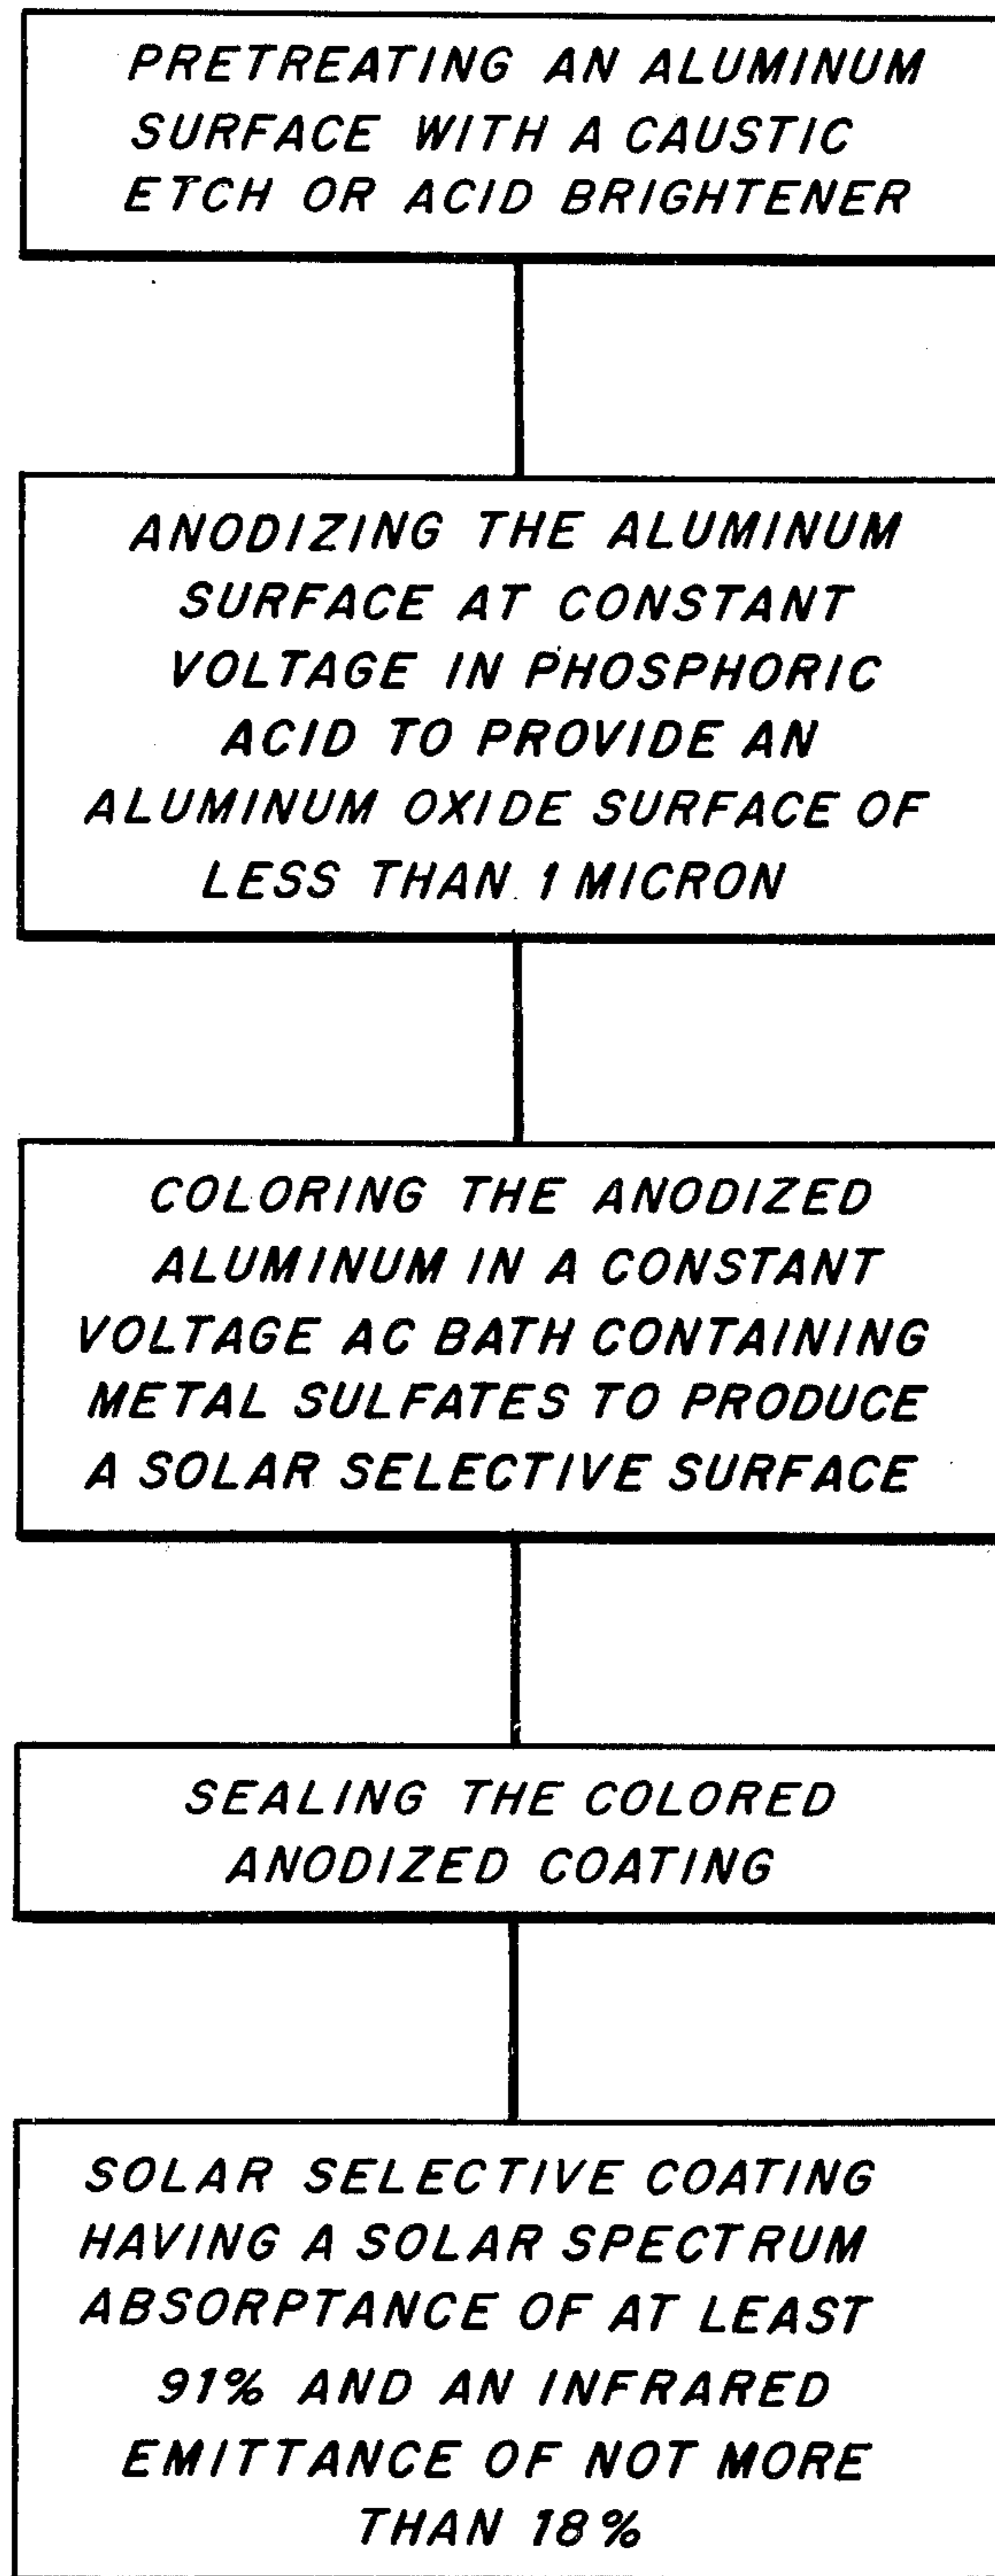 PRETREATING AN ALUMINUM
SURFACE WITH A CAUSTIC
ETCH OR ACID BRIGHTENER
ANODIZING THE ALUMINUM
SURFACE AT CONSTANT
VOLTAGE IN PHOSPHORIC
ACID TO PROVIDE AN
ALUMINUM OXIDE SURFACE OF
LESS THAN 1 MICRON
COLORING THE ANODIZED
ALUMINUM IN A CONSTANT
VOLTAGE AC BATH CONTAINING
METAL SULFATES TO PRODUCE
A SOLAR SELECTIVE SURFACE
SEALING THE COLORED
ANODIZED COATING
SOLAR SELECTIVE COATING
HAVING A SOLAR SPECTRUM
ABSORPTANCE OF AT LEAST
91% AND AN INFRARED
EMITTANCE OF NOT MORE
THAN 18%